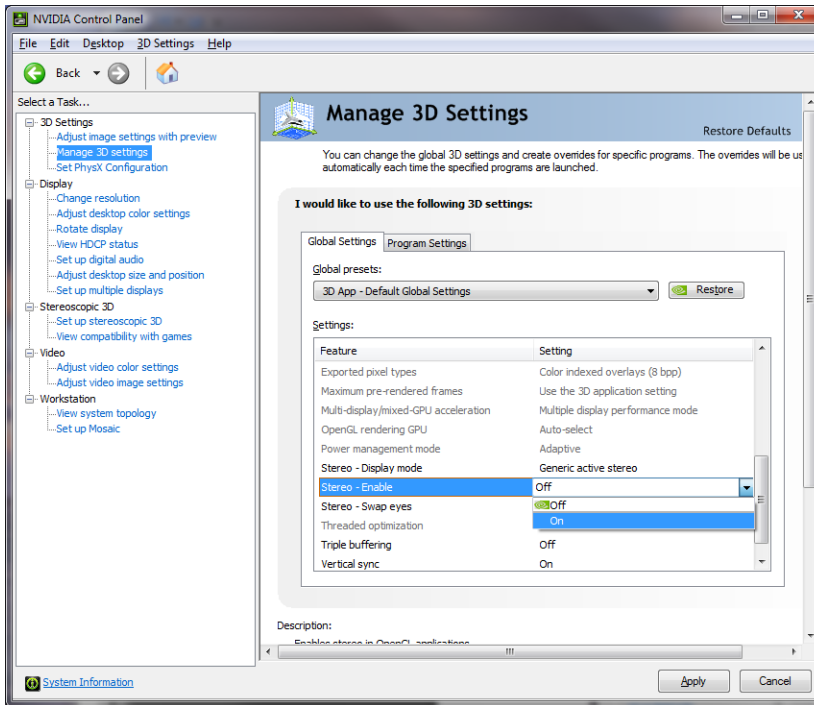 NVIDIA Control Panel
File Edit Desktop 3D Settings Help
Back
Select a Task...
3D Settings
Adjust image settings with preview
Manage 3D settings
Set PhysX Configuration
Display
Change resolution
Adjust desktop color settings
Rotate display
View HDCP status
Set up digital audio
Adjust desktop size and position
Set up multiple displays
Stereoscopic 3D
Set up stereoscopic 3D
View compatibility with games
Video
Adjust video color settings
Adjust video image settings
Workstation
View system topology
Set up Mosaic
System Information
Manage 3D Settings
Restore Defaults
You can change the global 3D settings and create overrides for specific programs. The overrides will be us
automatically each time the specified programs are launched.
I would like to use the following 3D settings:
Global Settings Program Settings
Global presets:
3D App - Default Global Settings Restore
Settings:
Feature Setting
Exported pixel types Color indexed overlays (8 bpp)
Maximum pre-rendered frames Use the 3D application setting
Multi-display/mixed-GPU acceleration Multiple display performance mode
OpenGL rendering GPU Auto-select
Power management mode Adaptive
Stereo - Display mode Generic active stereo
Stereo - Enable Off
Stereo - Swap eyes Off
Threaded optimization On
Triple buffering Off
Vertical sync On
Description:
Enables stereo in OpenGL applications.
Apply Cancel